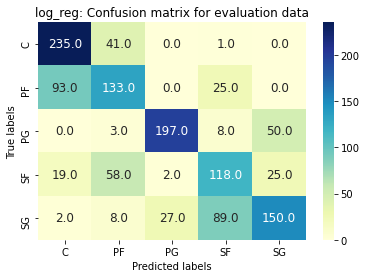 log_reg: Confusion matrix for evaluation data
True labels
C 235.0 41.0 0.0 1.0 0.0
PF 93.0 133.0 0.0 25.0 0.0
PG 0.0 3.0 197.0 8.0 50.0
SF 19.0 58.0 2.0 118.0 25.0
SG 2.0 8.0 27.0 89.0 150.0
C PF PG SF SG
Predicted labels
200
150
100
50
0